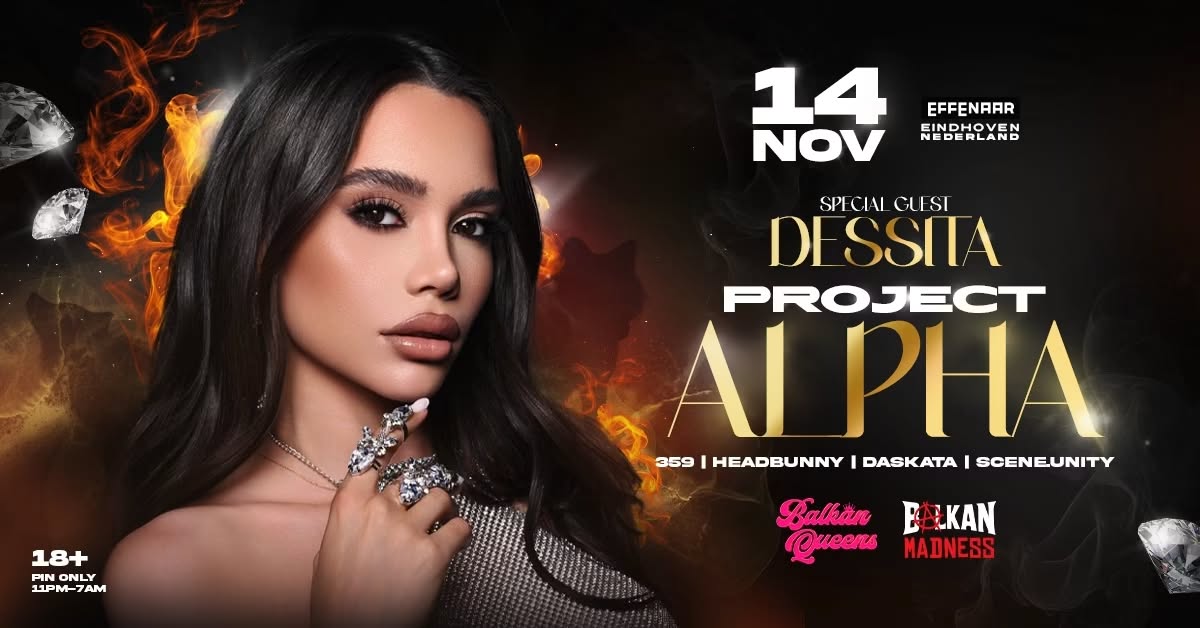 14
NOV
EFFENAAR
EINDHOVEN
NEDERLAND
SPECIAL GUEST
DESSITA
PROJECT
ALPHA
359 | HEADBUNNY | DASKATA | SCENE.UNITY
Balkan
Queens
BALKAN
MADNESS
18+
PIN ONLY
11PM–7AM